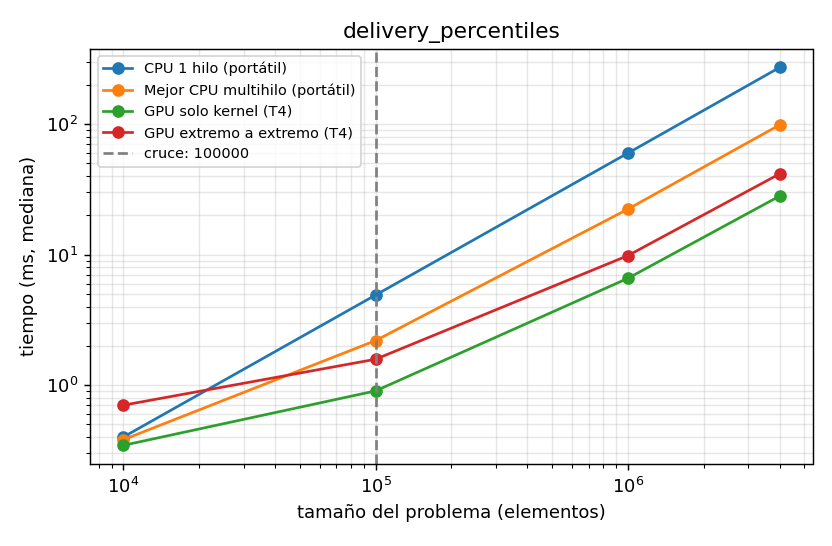 delivery_percentiles
CPU 1 hilo (portátil)
Mejor CPU multihilo (portátil)
GPU solo kernel (T4)
GPU extremo a extremo (T4)
cruce: 100000
tiempo (ms, mediana)
10²
10¹
10⁰
10⁴ 10⁵ 10⁶
tamaño del problema (elementos)